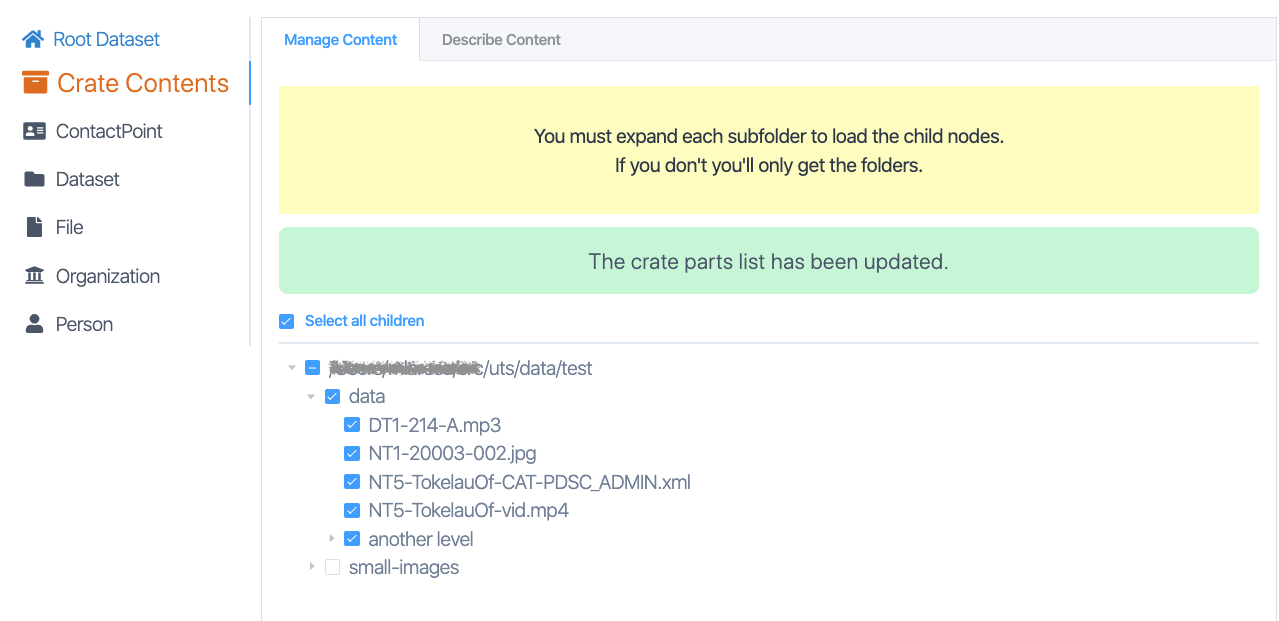 Root Dataset
Crate Contents
ContactPoint
Dataset
File
Organization
Person
Manage Content
Describe Content
You must expand each subfolder to load the child nodes.
If you don't you'll only get the folders.
The crate parts list has been updated.
Select all children
/uts/data/test
data
DT1-214-A.mp3
NT1-20003-002.jpg
NT5-TokelauOf-CAT-PDSC_ADMIN.xml
NT5-TokelauOf-vid.mp4
another level
small-images